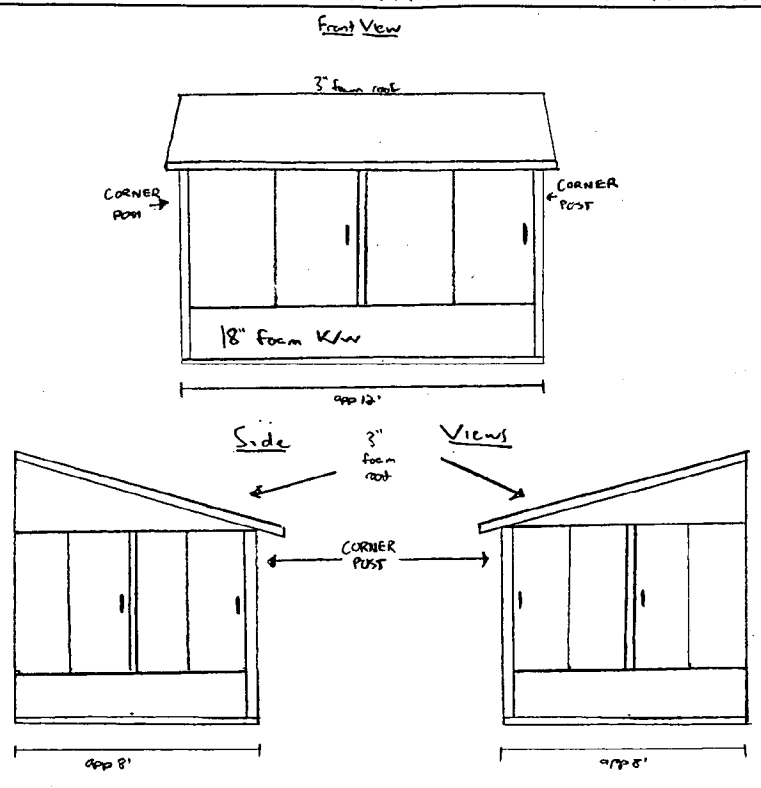 Front View
3" foam roof
CORNER
POST
CORNER
POST
18" foam K/W
app 12'
Side Views
3"
foam
roof
CORNER
POST
app 8'
app 8'